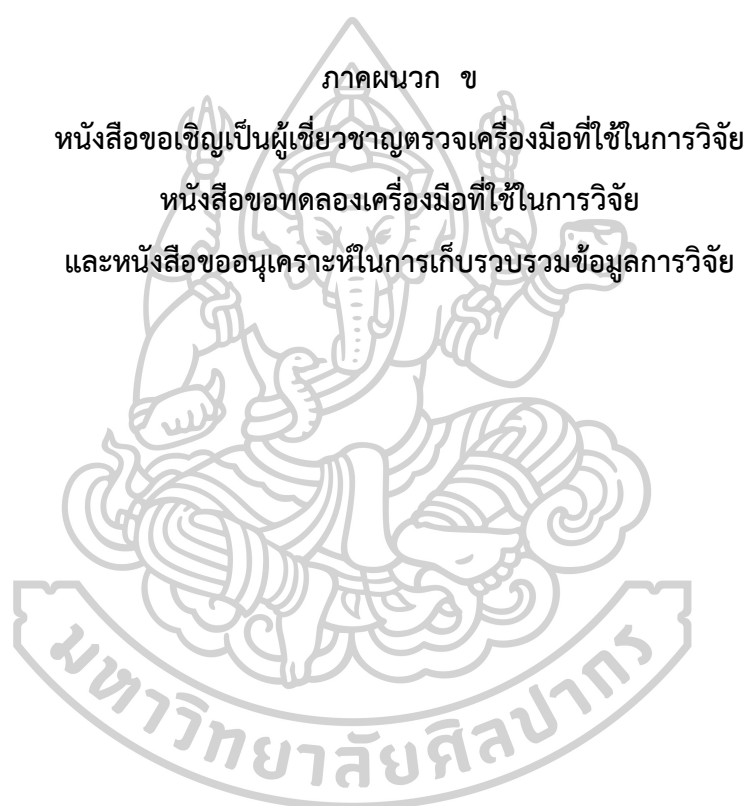 ภาคผนวก ข
หนังสือขอเชิญเป็นผู้เชี่ยวชาญตรวจเครื่องมือที่ใช้ในการวิจัย
หนังสือขอทดลองเครื่องมือที่ใช้ในการวิจัย
และหนังสือขออนุเคราะห์ในการเก็บรวบรวมข้อมูลการวิจัย
มหาวิทยาลัยศิลปากร